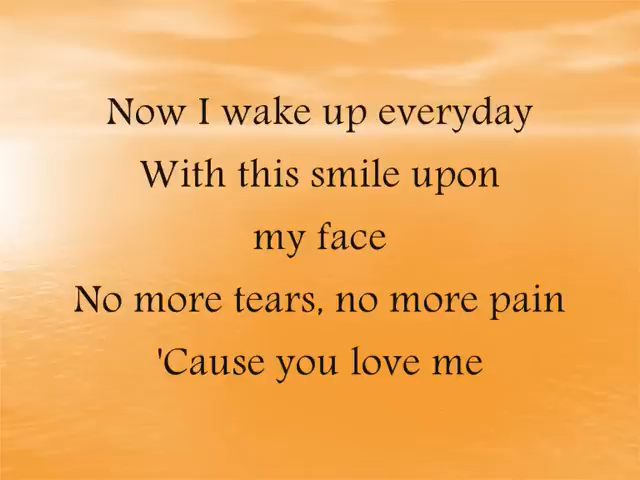 Now I wake up everyday
With this smile upon
my face
No more tears, no more pain
'Cause you love me